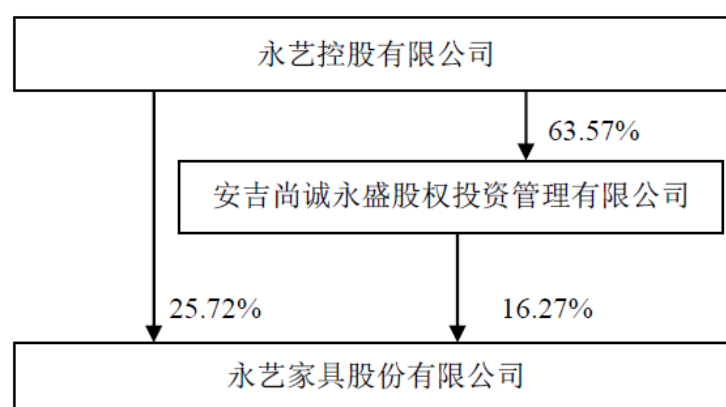 永艺控股有限公司
63.57%
安吉尚诚永盛股权投资管理有限公司
25.72%
16.27%
永艺家具股份有限公司